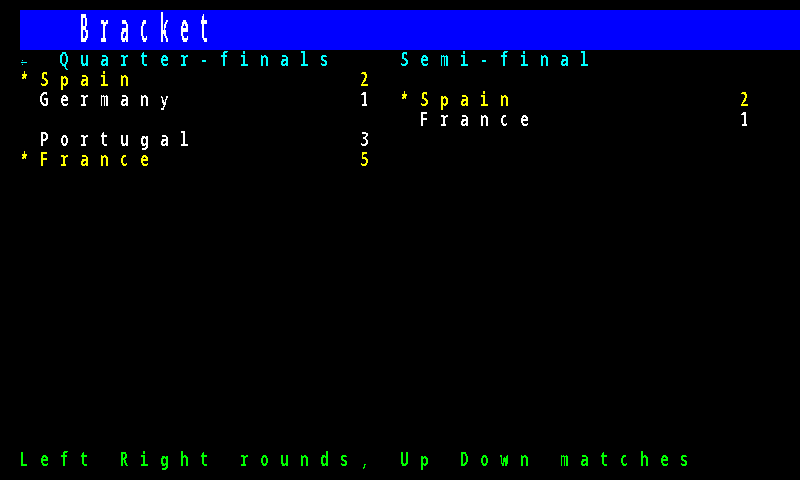 Bracket
← Quarter-finals Semi-final
* Spain 2
Germany 1 * Spain 2
France 1
Portugal 3
* France 5
Left Right rounds, Up Down matches